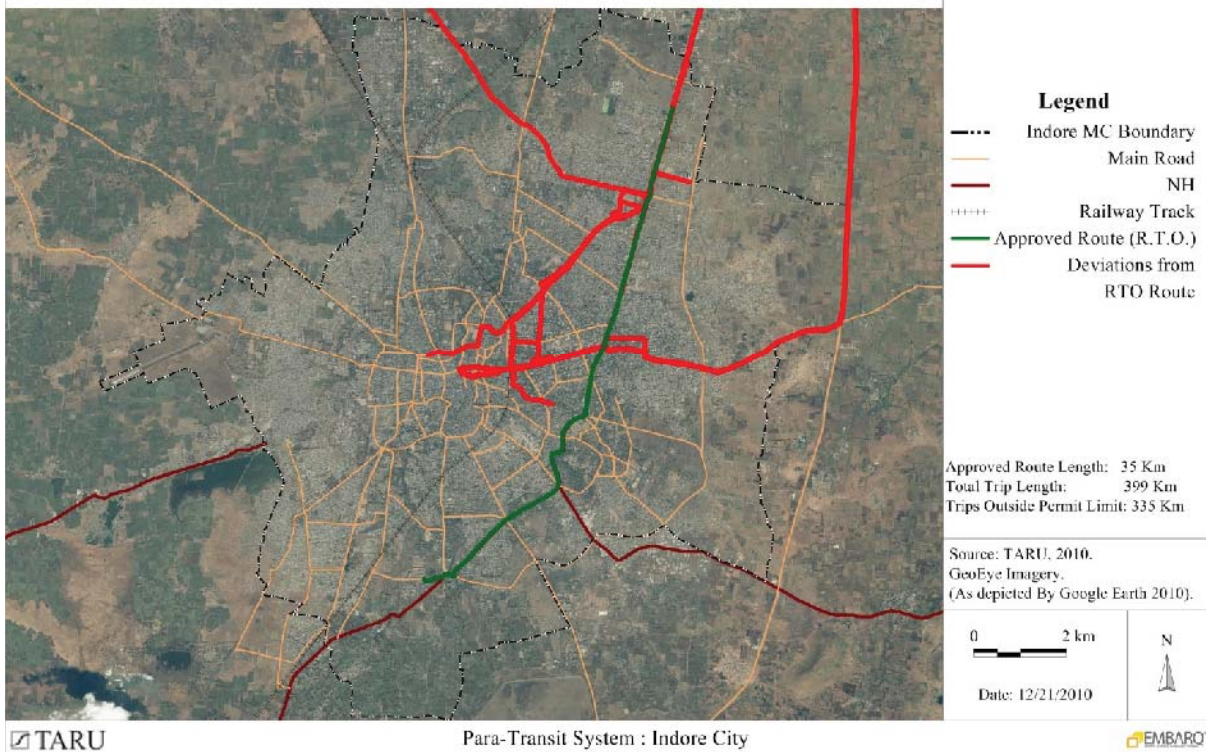 Legend
Indore MC Boundary
Main Road
NH
Railway Track
Approved Route (R.T.O.)
Deviations from
RTO Route
Approved Route Length: 35 Km
Total Trip Length: 399 Km
Trips Outside Permit Limit: 335 Km
Source: TARU, 2010.
GeoEye Imagery.
(As depicted By Google Earth 2010).
0 2 km
N
Date: 12/21/2010
TARU
Para-Transit System : Indore City
EMBARQ